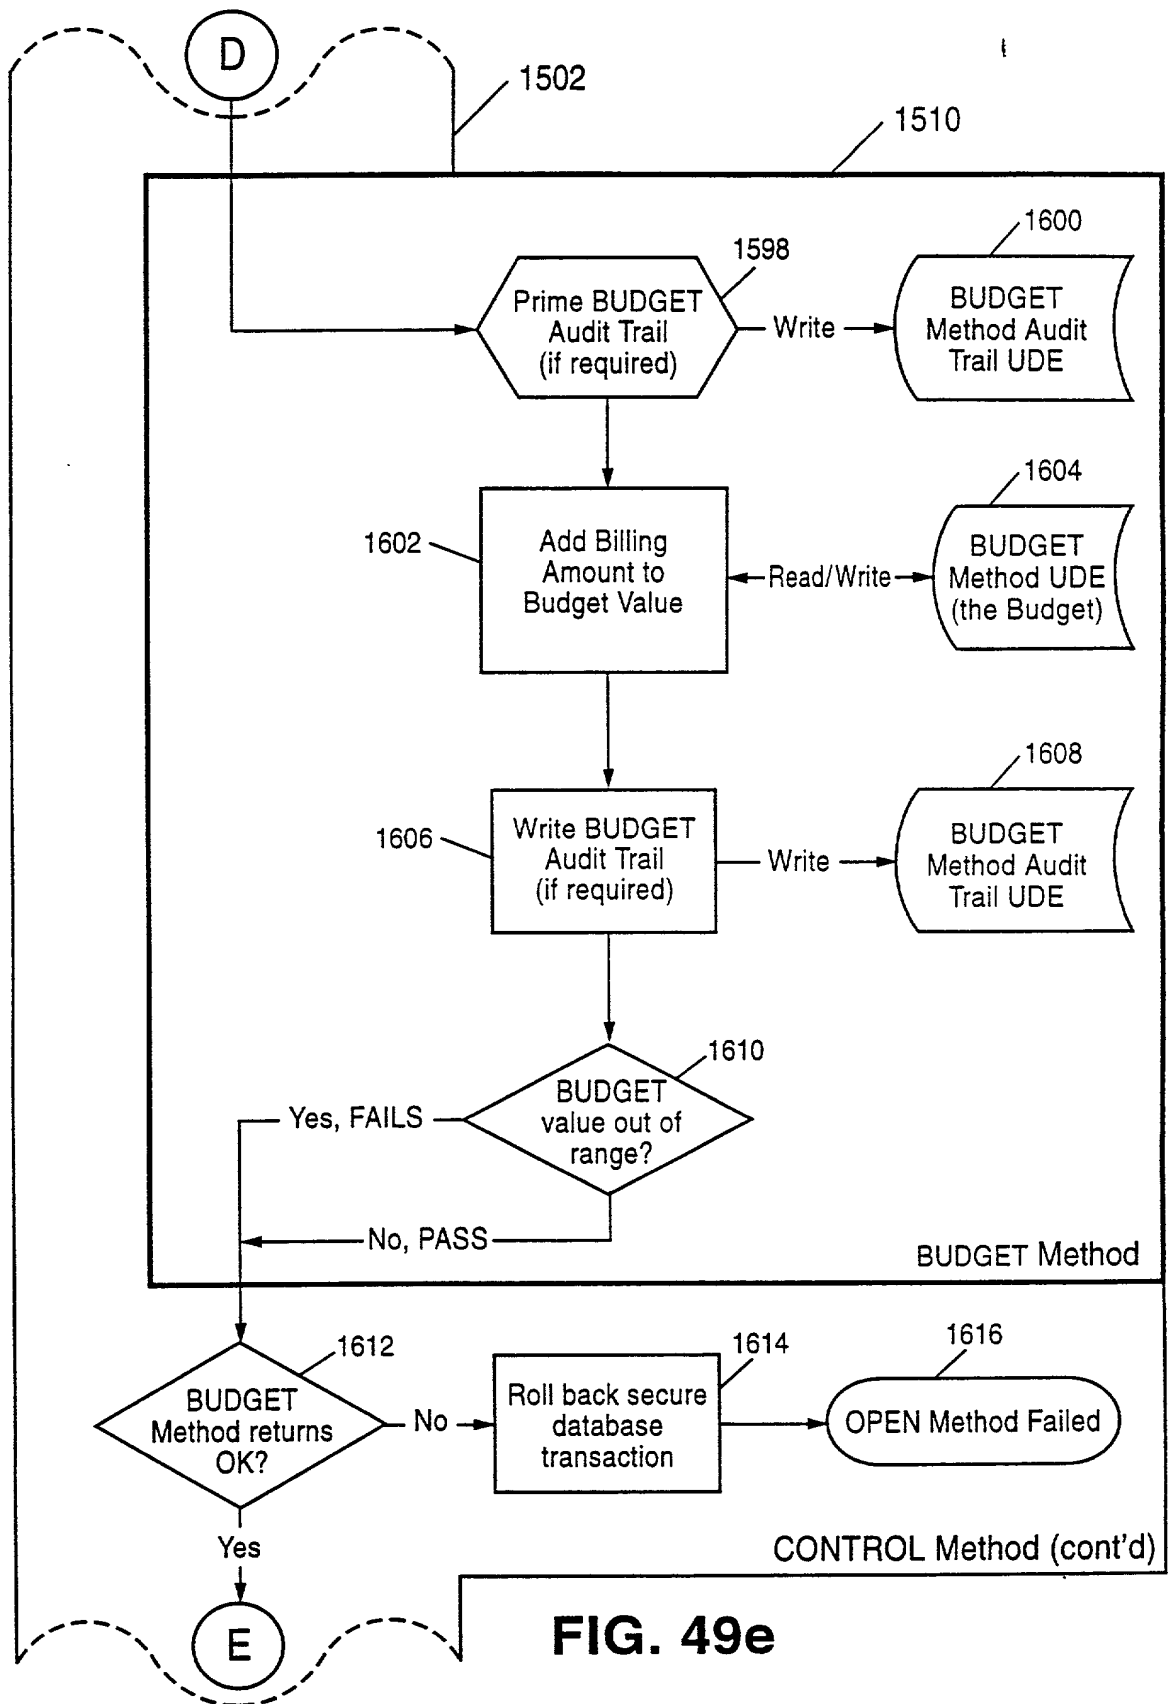 D
1502
1510
1598
1600
Prime BUDGET
Audit Trail
(if required)
Write
BUDGET
Method Audit
Trail UDE
1602
Add Billing
Amount to
Budget Value
Read/Write
1604
BUDGET
Method UDE
(the Budget)
1606
Write BUDGET
Audit Trail
(if required)
Write
1608
BUDGET
Method Audit
Trail UDE
1610
BUDGET
value out of
range?
Yes, FAILS
No, PASS
BUDGET Method
1612
BUDGET
Method returns
OK?
No
1614
Roll back secure
database
transaction
1616
OPEN Method Failed
Yes
CONTROL Method (cont'd)
E
FIG. 49e